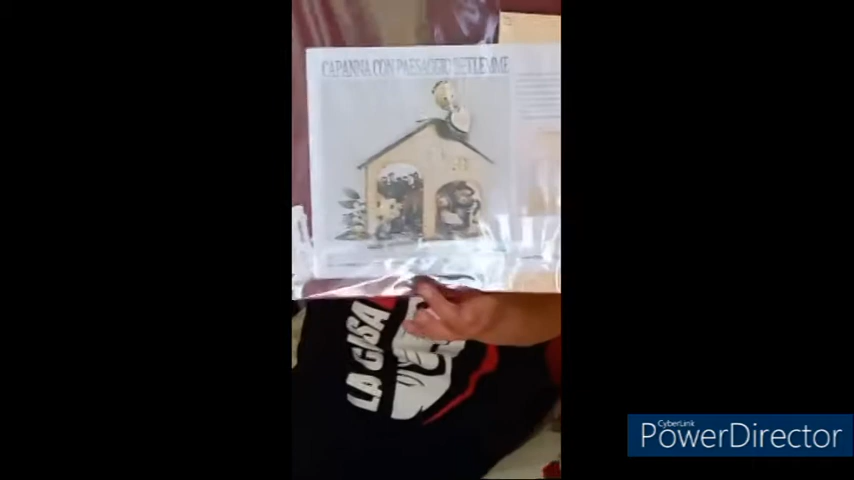 CAPANNA CON PAESAGGIO BETLEMME
LA GISA
CyberLink
PowerDirector